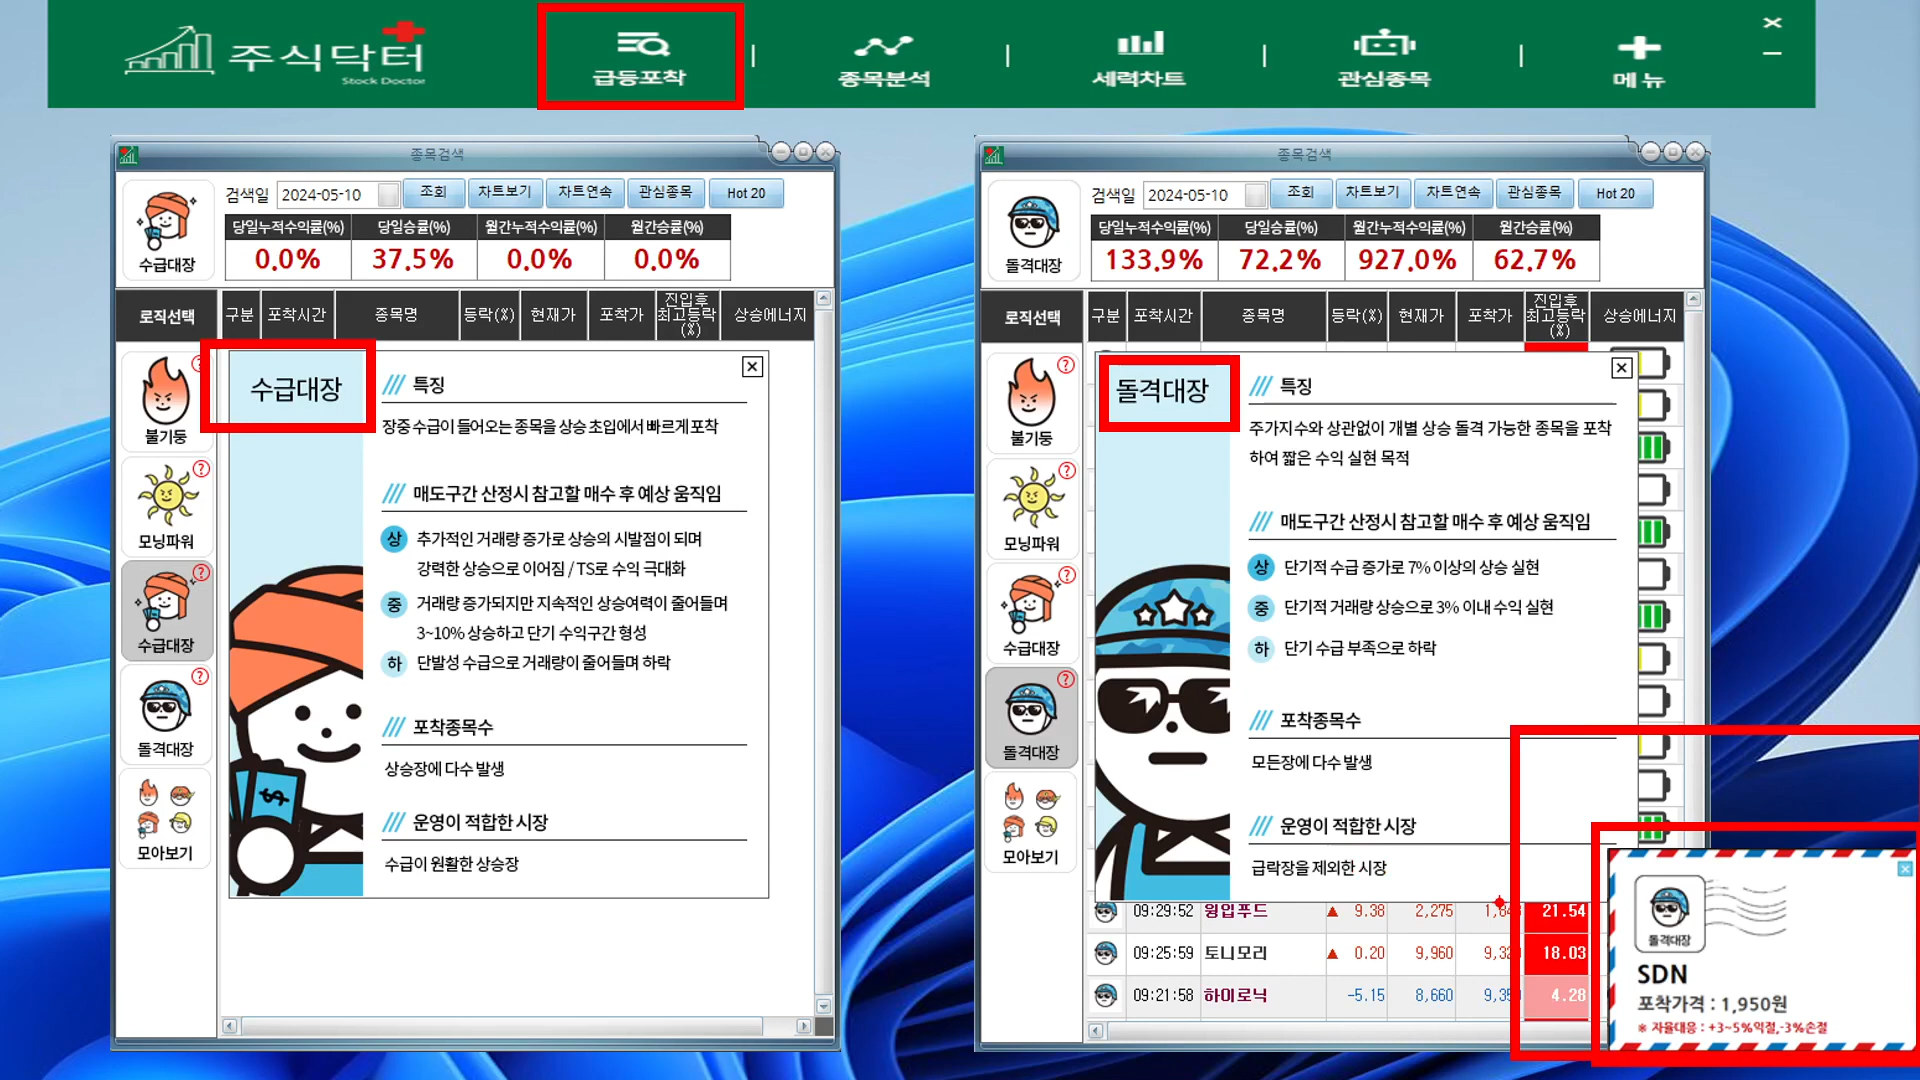 주식닥터
Stock Doctor
급등포착
종목분석
세력차트
관심종목
메뉴
종목검색
수급대장
검색일 2024-05-10 조회 차트보기 차트연속 관심종목 Hot 20
당일누적수익률(%) 당일승률(%) 월간누적수익률(%) 월간승률(%)
0.0% 37.5% 0.0% 0.0%
로직선택 구분 포착시간 종목명 등락(%) 현재가 포착가 진입후 최고등락 (%) 상승에너지
불기둥
모닝파워
수급대장
돌격대장
모아보기
수급대장
특징
장중 수급이 들어오는 종목을 상승 초입에서 빠르게 포착
매도구간 산정시 참고할 매수 후 예상 움직임
상 추가적인 거래량 증가로 상승의 시발점이 되며
강력한 상승으로 이어짐 / TS로 수익 극대화
중 거래량 증가되지만 지속적인 상승여력이 줄어들며
3~10% 상승하고 단기 수익구간 형성
하 단발성 수급으로 거래량이 줄어들며 하락
포착종목수
상승장에 다수 발생
운영이 적합한 시장
수급이 원활한 상승장
종목검색
돌격대장
검색일 2024-05-10 조회 차트보기 차트연속 관심종목 Hot 20
당일누적수익률(%) 당일승률(%) 월간누적수익률(%) 월간승률(%)
133.9% 72.2% 927.0% 62.7%
로직선택 구분 포착시간 종목명 등락(%) 현재가 포착가 진입후 최고등락 (%) 상승에너지
불기둥
모닝파워
수급대장
돌격대장
모아보기
돌격대장
특징
주가지수와 상관없이 개별 상승 돌격 가능한 종목을 포착
하여 짧은 수익 실현 목적
매도구간 산정시 참고할 매수 후 예상 움직임
상 단기적 수급 증가로 7% 이상의 상승 실현
중 단기적 거래량 상승으로 3% 이내 수익 실현
하 단기 수급 부족으로 하락
포착종목수
모든장에 다수 발생
운영이 적합한 시장
급락장을 제외한 시장
09:29:52 윙입푸드 ▲ 9.38 2,275 21.54
09:25:59 토니모리 ▲ 0.20 9,960 18.03
09:21:58 하이로닉 -5.15 8,660 4.28
돌격대장
SDN
포착가격 : 1,950원
※ 자율대응 : +3~5%익절,-3%손절